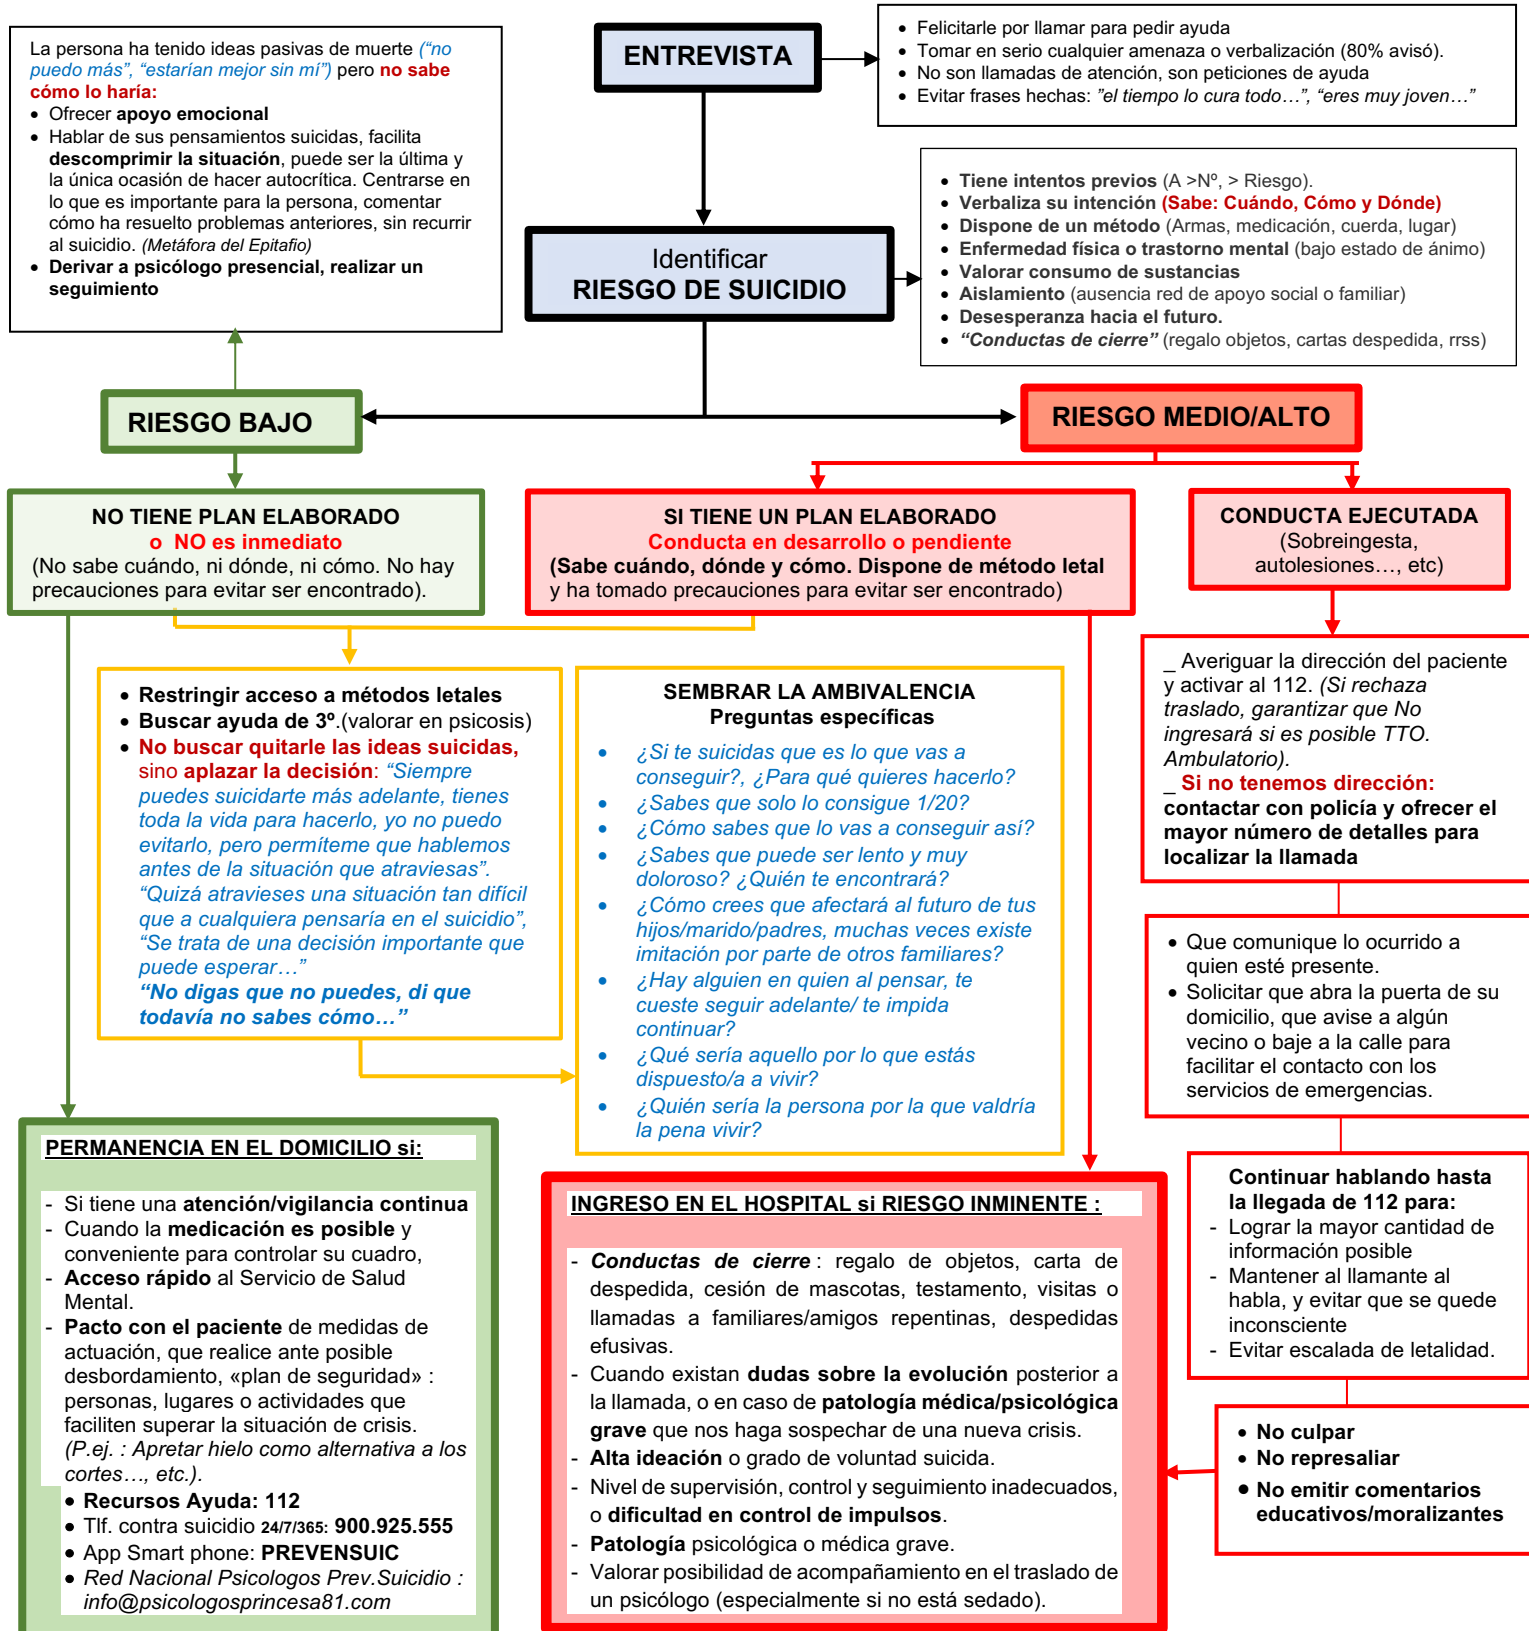 ENTREVISTA
• Felicitarle por llamar para pedir ayuda
• Tomar en serio cualquier amenaza o verbalización (80% avisó).
• No son llamadas de atención, son peticiones de ayuda
• Evitar frases hechas: ”el tiempo lo cura todo…”, “eres muy joven…”
La persona ha tenido ideas pasivas de muerte (“no
puedo más”, “estarían mejor sin mí”) pero no sabe
cómo lo haría:
• Ofrecer apoyo emocional
• Hablar de sus pensamientos suicidas, facilita
descomprimir la situación, puede ser la última y
la única ocasión de hacer autocrítica. Centrarse en
lo que es importante para la persona, comentar
cómo ha resuelto problemas anteriores, sin recurrir
al suicidio. (Metáfora del Epitafio)
• Derivar a psicólogo presencial, realizar un
seguimiento
Identificar
RIESGO DE SUICIDIO
• Tiene intentos previos (A >Nº, > Riesgo).
• Verbaliza su intención (Sabe: Cuándo, Cómo y Dónde)
• Dispone de un método (Armas, medicación, cuerda, lugar)
• Enfermedad física o trastorno mental (bajo estado de ánimo)
• Valorar consumo de sustancias
• Aislamiento (ausencia red de apoyo social o familiar)
• Desesperanza hacia el futuro.
• “Conductas de cierre” (regalo objetos, cartas despedida, rrss)
RIESGO BAJO
RIESGO MEDIO/ALTO
NO TIENE PLAN ELABORADO
o NO es inmediato
(No sabe cuándo, ni dónde, ni cómo. No hay
precauciones para evitar ser encontrado).
SI TIENE UN PLAN ELABORADO
Conducta en desarrollo o pendiente
(Sabe cuándo, dónde y cómo. Dispone de método letal
y ha tomado precauciones para evitar ser encontrado)
CONDUCTA EJECUTADA
(Sobreingesta,
autolesiones…, etc)
• Restringir acceso a métodos letales
• Buscar ayuda de 3º.(valorar en psicosis)
• No buscar quitarle las ideas suicidas,
sino aplazar la decisión: “Siempre
puedes suicidarte más adelante, tienes
toda la vida para hacerlo, yo no puedo
evitarlo, pero permíteme que hablemos
antes de la situación que atraviesas”.
“Quizá atravieses una situación tan difícil
que a cualquiera pensaría en el suicidio”,
“Se trata de una decisión importante que
puede esperar…”
“No digas que no puedes, di que
todavía no sabes cómo…”
SEMBRAR LA AMBIVALENCIA
Preguntas específicas
• ¿Si te suicidas que es lo que vas a
conseguir?, ¿Para qué quieres hacerlo?
• ¿Sabes que solo lo consigue 1/20?
• ¿Cómo sabes que lo vas a conseguir así?
• ¿Sabes que puede ser lento y muy
doloroso? ¿Quién te encontrará?
• ¿Cómo crees que afectará al futuro de tus
hijos/marido/padres, muchas veces existe
imitación por parte de otros familiares?
• ¿Hay alguien en quien al pensar, te
cueste seguir adelante/ te impida
continuar?
• ¿Qué sería aquello por lo que estás
dispuesto/a a vivir?
• ¿Quién sería la persona por la que valdría
la pena vivir?
_ Averiguar la dirección del paciente
y activar al 112. (Si rechaza
traslado, garantizar que No
ingresará si es posible TTO.
Ambulatorio).
_ Si no tenemos dirección:
contactar con policía y ofrecer el
mayor número de detalles para
localizar la llamada
• Que comunique lo ocurrido a
quien esté presente.
• Solicitar que abra la puerta de su
domicilio, que avise a algún
vecino o baje a la calle para
facilitar el contacto con los
servicios de emergencias.
Continuar hablando hasta
la llegada de 112 para:
- Lograr la mayor cantidad de
información posible
- Mantener al llamante al
habla, y evitar que se quede
inconsciente
- Evitar escalada de letalidad.
• No culpar
• No represaliar
• No emitir comentarios
educativos/moralizantes
PERMANENCIA EN EL DOMICILIO si:
- Si tiene una atención/vigilancia continua
- Cuando la medicación es posible y
conveniente para controlar su cuadro,
- Acceso rápido al Servicio de Salud
Mental.
- Pacto con el paciente de medidas de
actuación, que realice ante posible
desbordamiento, «plan de seguridad» :
personas, lugares o actividades que
faciliten superar la situación de crisis.
(P.ej. : Apretar hielo como alternativa a los
cortes…, etc.).
• Recursos Ayuda: 112
• Tlf. contra suicidio 24/7/365: 900.925.555
• App Smart phone: PREVENSUIC
• Red Nacional Psicologos Prev.Suicidio :
info@psicologosprincesa81.com
INGRESO EN EL HOSPITAL si RIESGO INMINENTE :
- Conductas de cierre : regalo de objetos, carta de
despedida, cesión de mascotas, testamento, visitas o
llamadas a familiares/amigos repentinas, despedidas
efusivas.
- Cuando existan dudas sobre la evolución posterior a
la llamada, o en caso de patología médica/psicológica
grave que nos haga sospechar de una nueva crisis.
- Alta ideación o grado de voluntad suicida.
- Nivel de supervisión, control y seguimiento inadecuados,
o dificultad en control de impulsos.
- Patología psicológica o médica grave.
- Valorar posibilidad de acompañamiento en el traslado de
un psicólogo (especialmente si no está sedado).